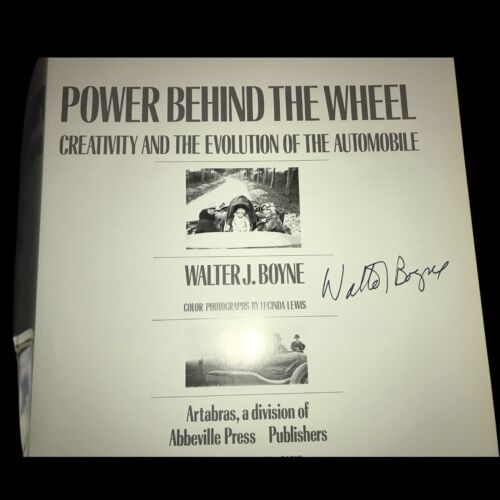 POWER BEHIND THE WHEEL
CREATIVITY AND THE EVOLUTION OF THE AUTOMOBILE
WALTER J. BOYNE
Walter J Boyne
COLOR PHOTOGRAPHS BY LUCINDA LEWIS
Artabras, a division of
Abbeville Press Publishers